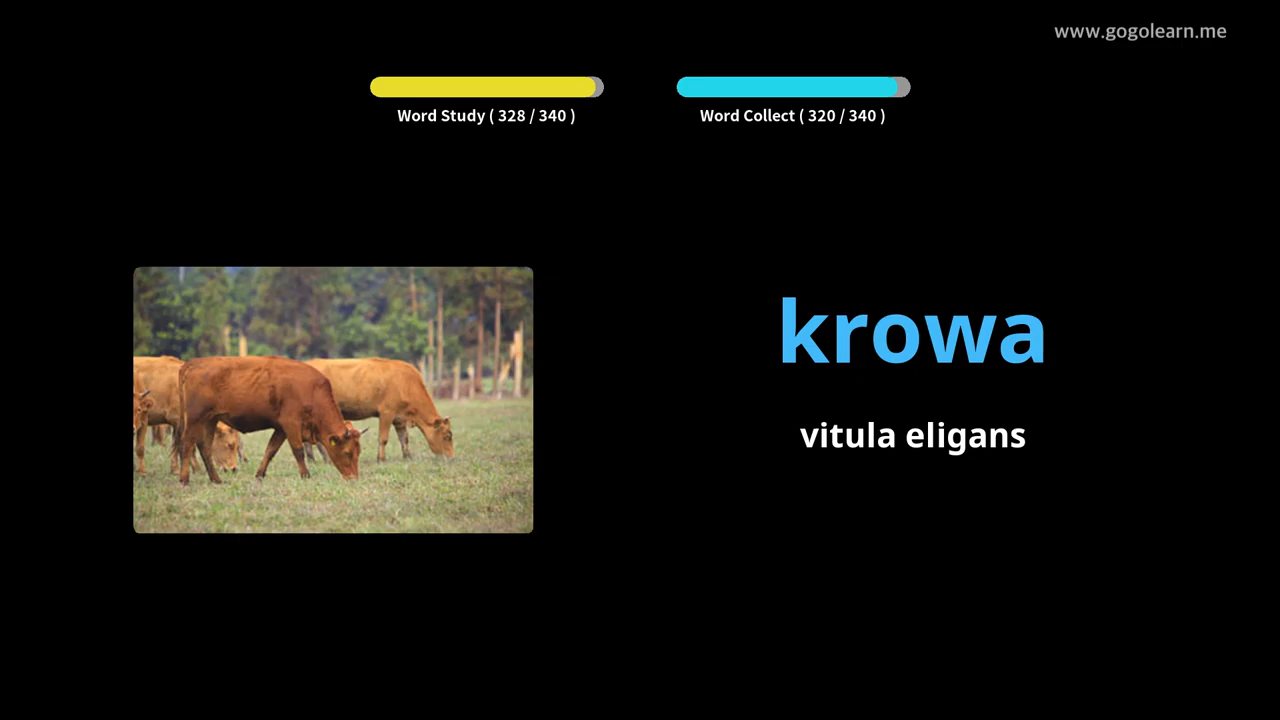 www.gogolearn.me
Word Study ( 328 / 340 )
Word Collect ( 320 / 340 )
krowa
vitula eligans